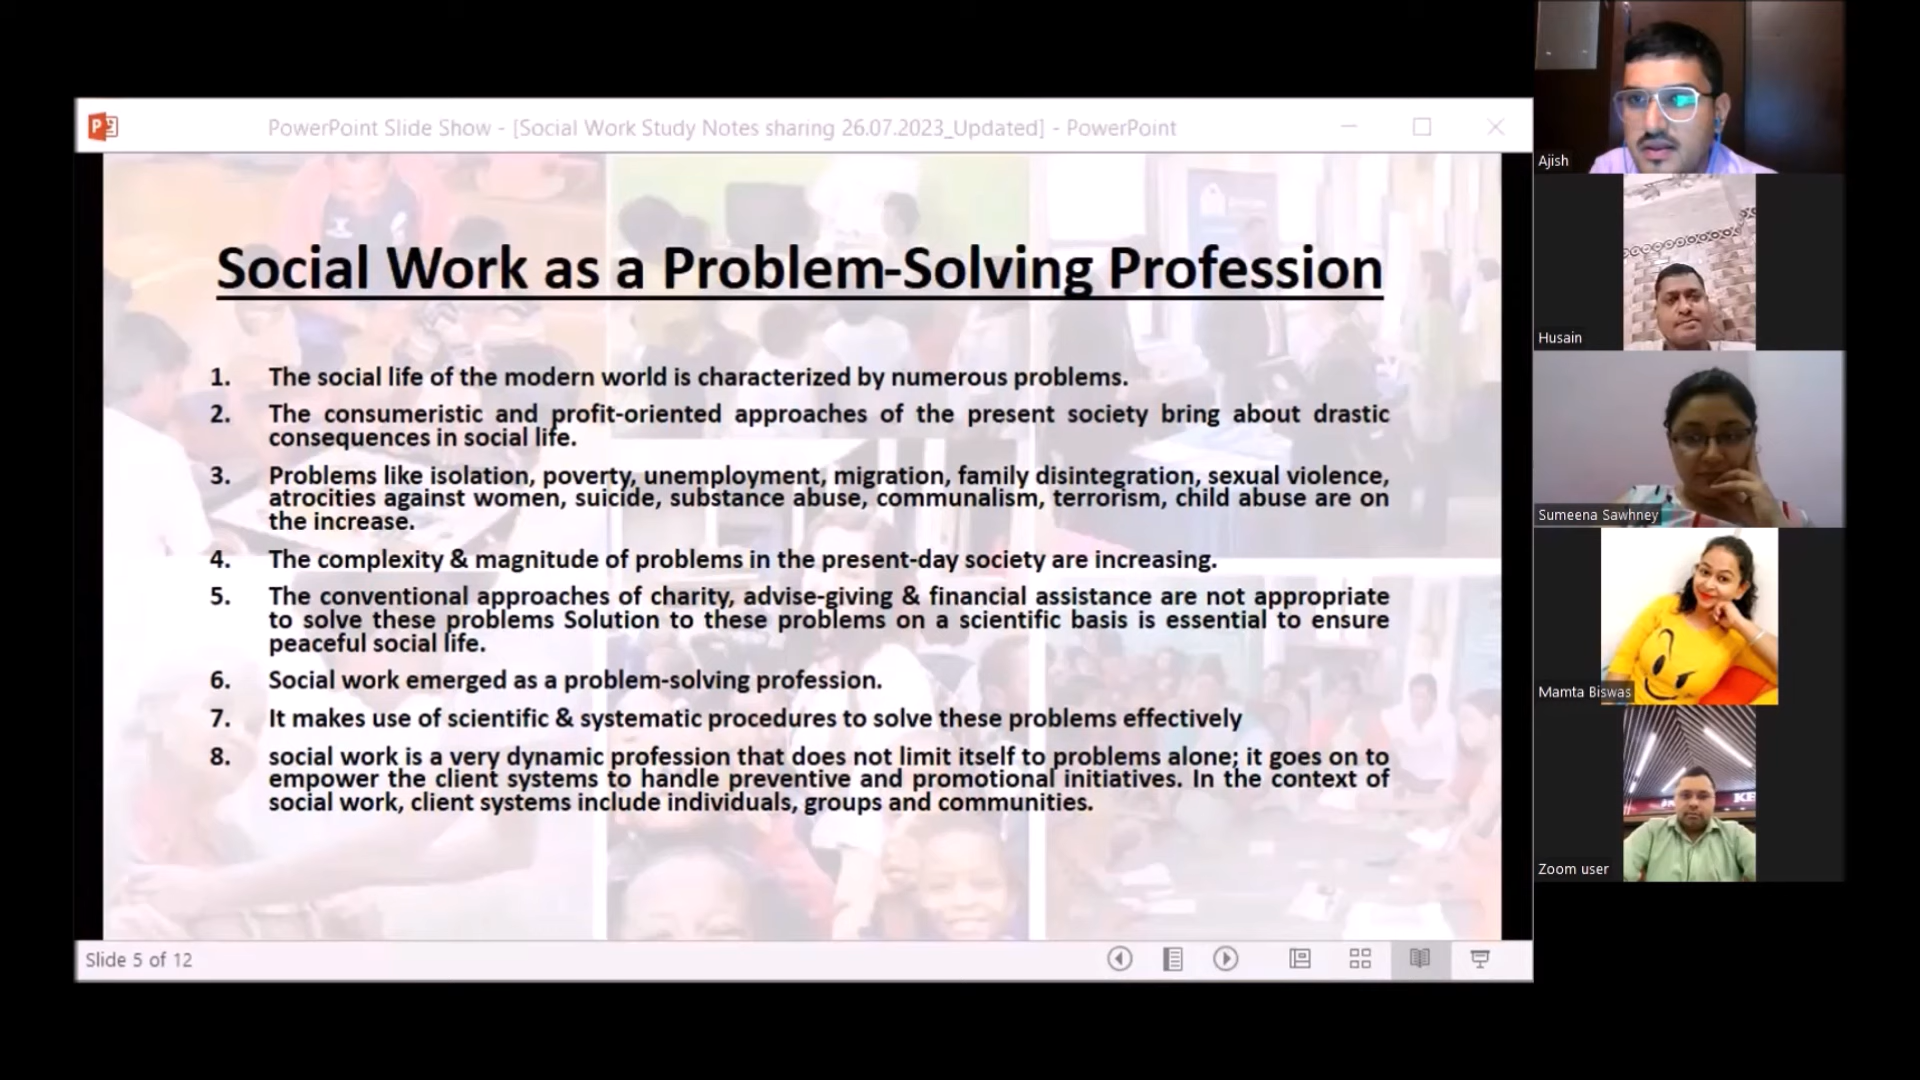 PowerPoint Slide Show - [Social Work Study Notes sharing 26.07.2023_Updated] - PowerPoint
Social Work as a Problem-Solving Profession
1. The social life of the modern world is characterized by numerous problems.
2. The consumeristic and profit-oriented approaches of the present society bring about drastic
consequences in social life.
3. Problems like isolation, poverty, unemployment, migration, family disintegration, sexual violence,
atrocities against women, suicide, substance abuse, communalism, terrorism, child abuse are on
the increase.
4. The complexity & magnitude of problems in the present-day society are increasing.
5. The conventional approaches of charity, advise-giving & financial assistance are not appropriate
to solve these problems Solution to these problems on a scientific basis is essential to ensure
peaceful social life.
6. Social work emerged as a problem-solving profession.
7. It makes use of scientific & systematic procedures to solve these problems effectively
8. social work is a very dynamic profession that does not limit itself to problems alone; it goes on to
empower the client systems to handle preventive and promotional initiatives. In the context of
social work, client systems include individuals, groups and communities.
Slide 5 of 12
Ajish
Husain
Sumeena Sawhney
Mamta Biswas
Zoom user